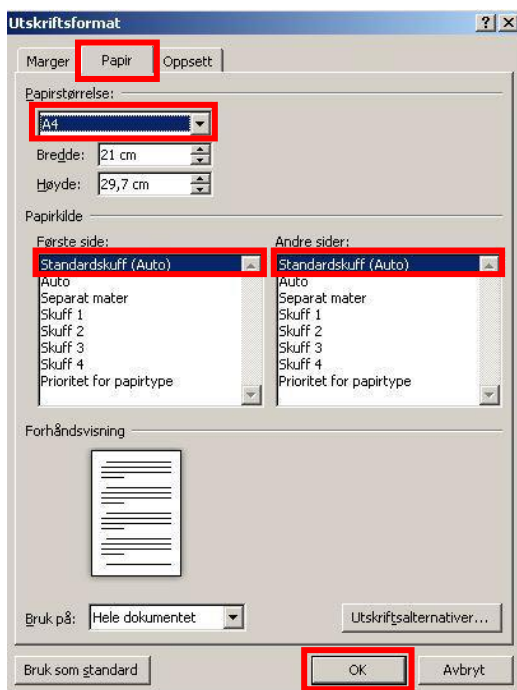 Utskriftsformat
Marger Papir Oppsett
Papirstørrelse:
A4
Bredde: 21 cm
Høyde: 29,7 cm
Papirkilde
Første side: Andre sider:
Standardskuff (Auto) Standardskuff (Auto)
Auto Auto
Separat mater Separat mater
Skuff 1 Skuff 1
Skuff 2 Skuff 2
Skuff 3 Skuff 3
Skuff 4 Skuff 4
Prioritet for papirtype Prioritet for papirtype
Forhåndsvisning
Bruk på: Hele dokumentet Utskriftsalternativer...
Bruk som standard OK Avbryt